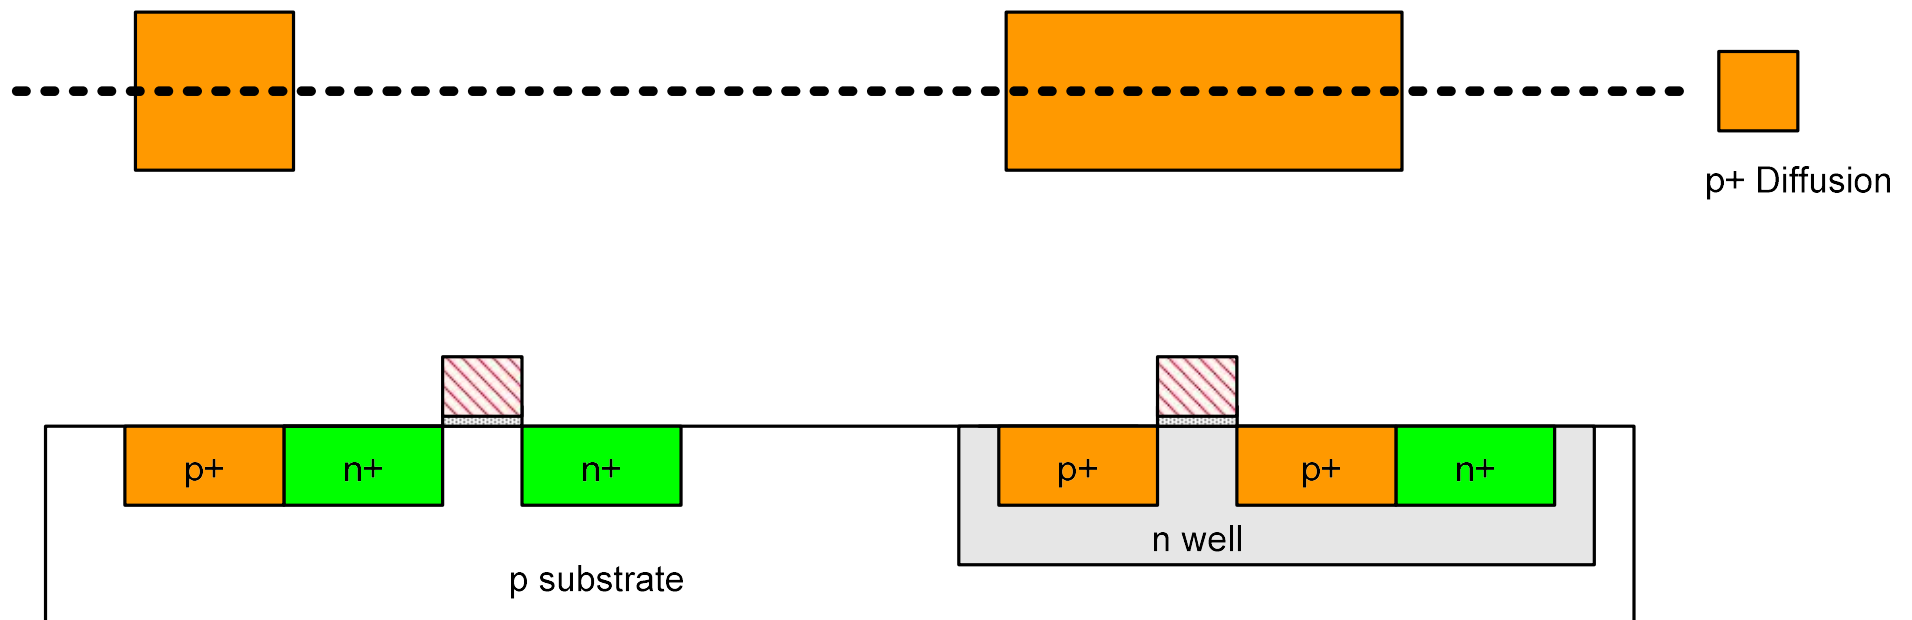 p+ Diffusion
p+
n+
n+
p+
p+
n+
n well
p substrate